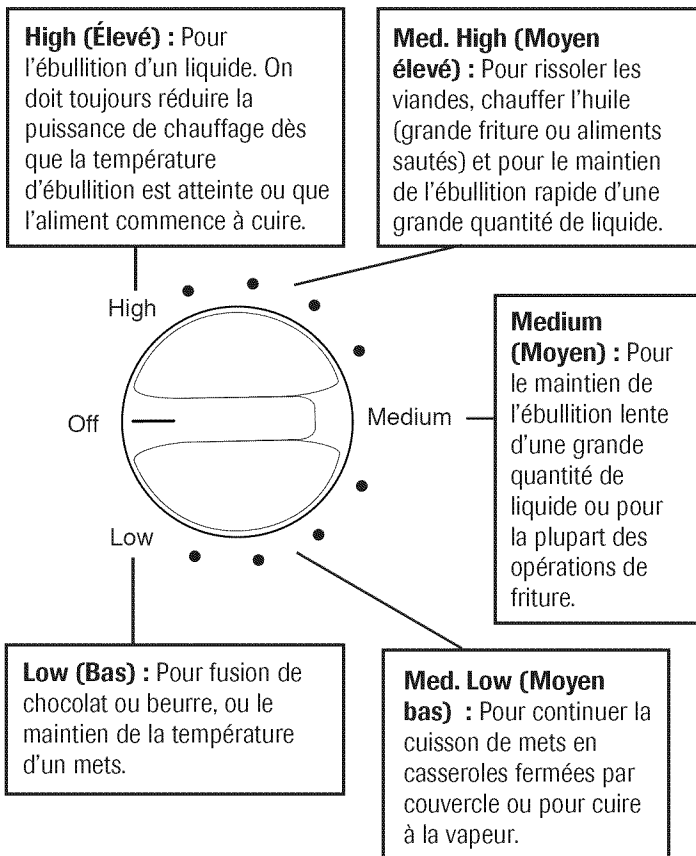 High (Élevé) : Pour
l'ébullition d'un liquide. On
doit toujours réduire la
puissance de chauffage dès
que la température
d'ébullition est atteinte ou que
l'aliment commence à cuire.
Med. High (Moyen
élevé) : Pour rissoler les
viandes, chauffer l'huile
(grande friture ou aliments
sautés) et pour le maintien
de l'ébullition rapide d'une
grande quantité de liquide.
High
Off
Medium
Low
Medium
(Moyen) : Pour
le maintien de
l'ébullition lente
d'une grande
quantité de
liquide ou pour
la plupart des
opérations de
friture.
Low (Bas) : Pour fusion de
chocolat ou beurre, ou le
maintien de la température
d'un mets.
Med. Low (Moyen
bas)  : Pour continuer la
cuisson de mets en
casseroles fermées par
couvercle ou pour cuire
à la vapeur.